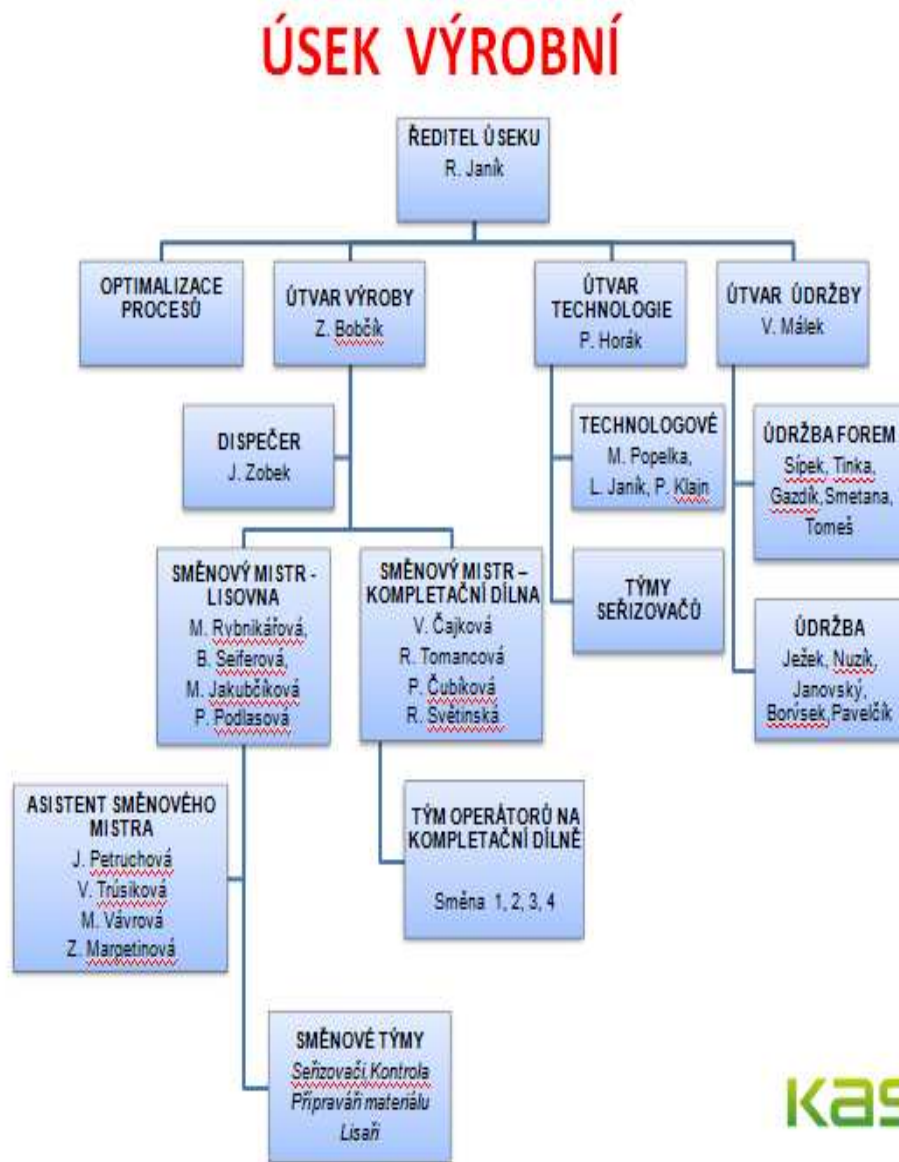 ÚSEK VÝROBNÍ
ŘEDITEL ÚSEKU
R. Janík
OPTIMALIZACE
PROCESŮ
ÚTVAR VÝROBY
Z. Bobčík
ÚTVAR
TECHNOLOGIE
P. Horák
ÚTVAR ÚDRŽBY
V. Málek
DISPEČER
J. Zobek
TECHNOLOGOVÉ
M. Popelka,
L. Janík, P. Klajn
ÚDRŽBA FOREM
Sípek, Tinka,
Gazdík, Smetana,
Tomeš
SMĚNOVÝ MISTR -
LISOVNA
M. Rybnikářová,
B. Seiferová,
M. Jakubčíková
P. Podlasová
SMĚNOVÝ MISTR –
KOMPLETAČNÍ DÍLNA
V. Čajková
R. Tomancová
P. Čubíková
R. Světinská
TÝMY
SEŘIZOVAČŮ
ÚDRŽBA
Ježek, Nuzík,
Janovský,
Borýsek, Pavelčík
ASISTENT SMĚNOVÉHO
MISTRA
J. Petruchová
V. Trúsiková
M. Vávrová
Z. Margetinová
TÝM OPERÁTORŮ NA
KOMPLETAČNÍ DÍLNĚ
Směna 1, 2, 3, 4
SMĚNOVÉ TÝMY
Seřizovači, Kontrola
Přípraváři materiálu
Lisaři
kas